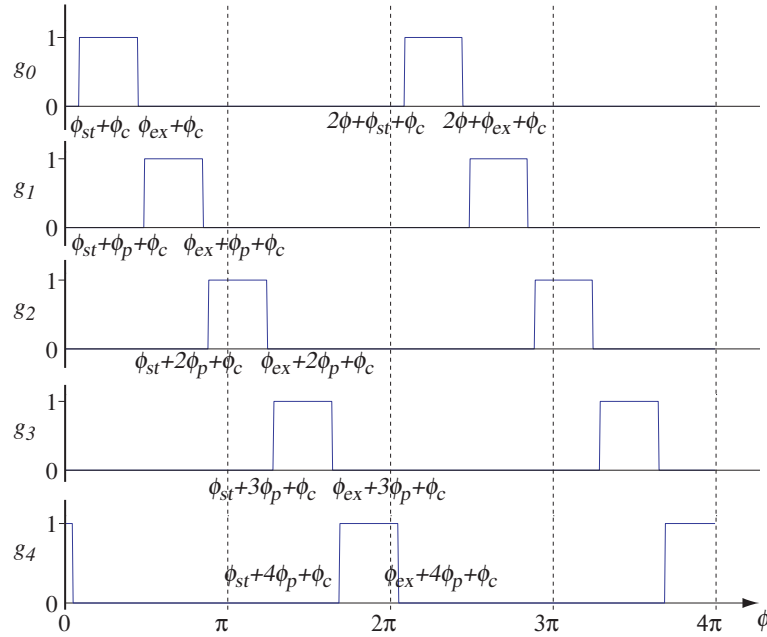 1
g₀
0
ϕst+ϕc ϕex+ϕc 2ϕ+ϕst+ϕc 2ϕ+ϕex+ϕc
1
g₁
0
ϕst+ϕp+ϕc ϕex+ϕp+ϕc
1
g₂
0
ϕst+2ϕp+ϕc ϕex+2ϕp+ϕc
1
g₃
0
ϕst+3ϕp+ϕc ϕex+3ϕp+ϕc
1
g₄
ϕst+4ϕp+ϕc ϕex+4ϕp+ϕc
0
0 π 2π 3π 4π ϕ